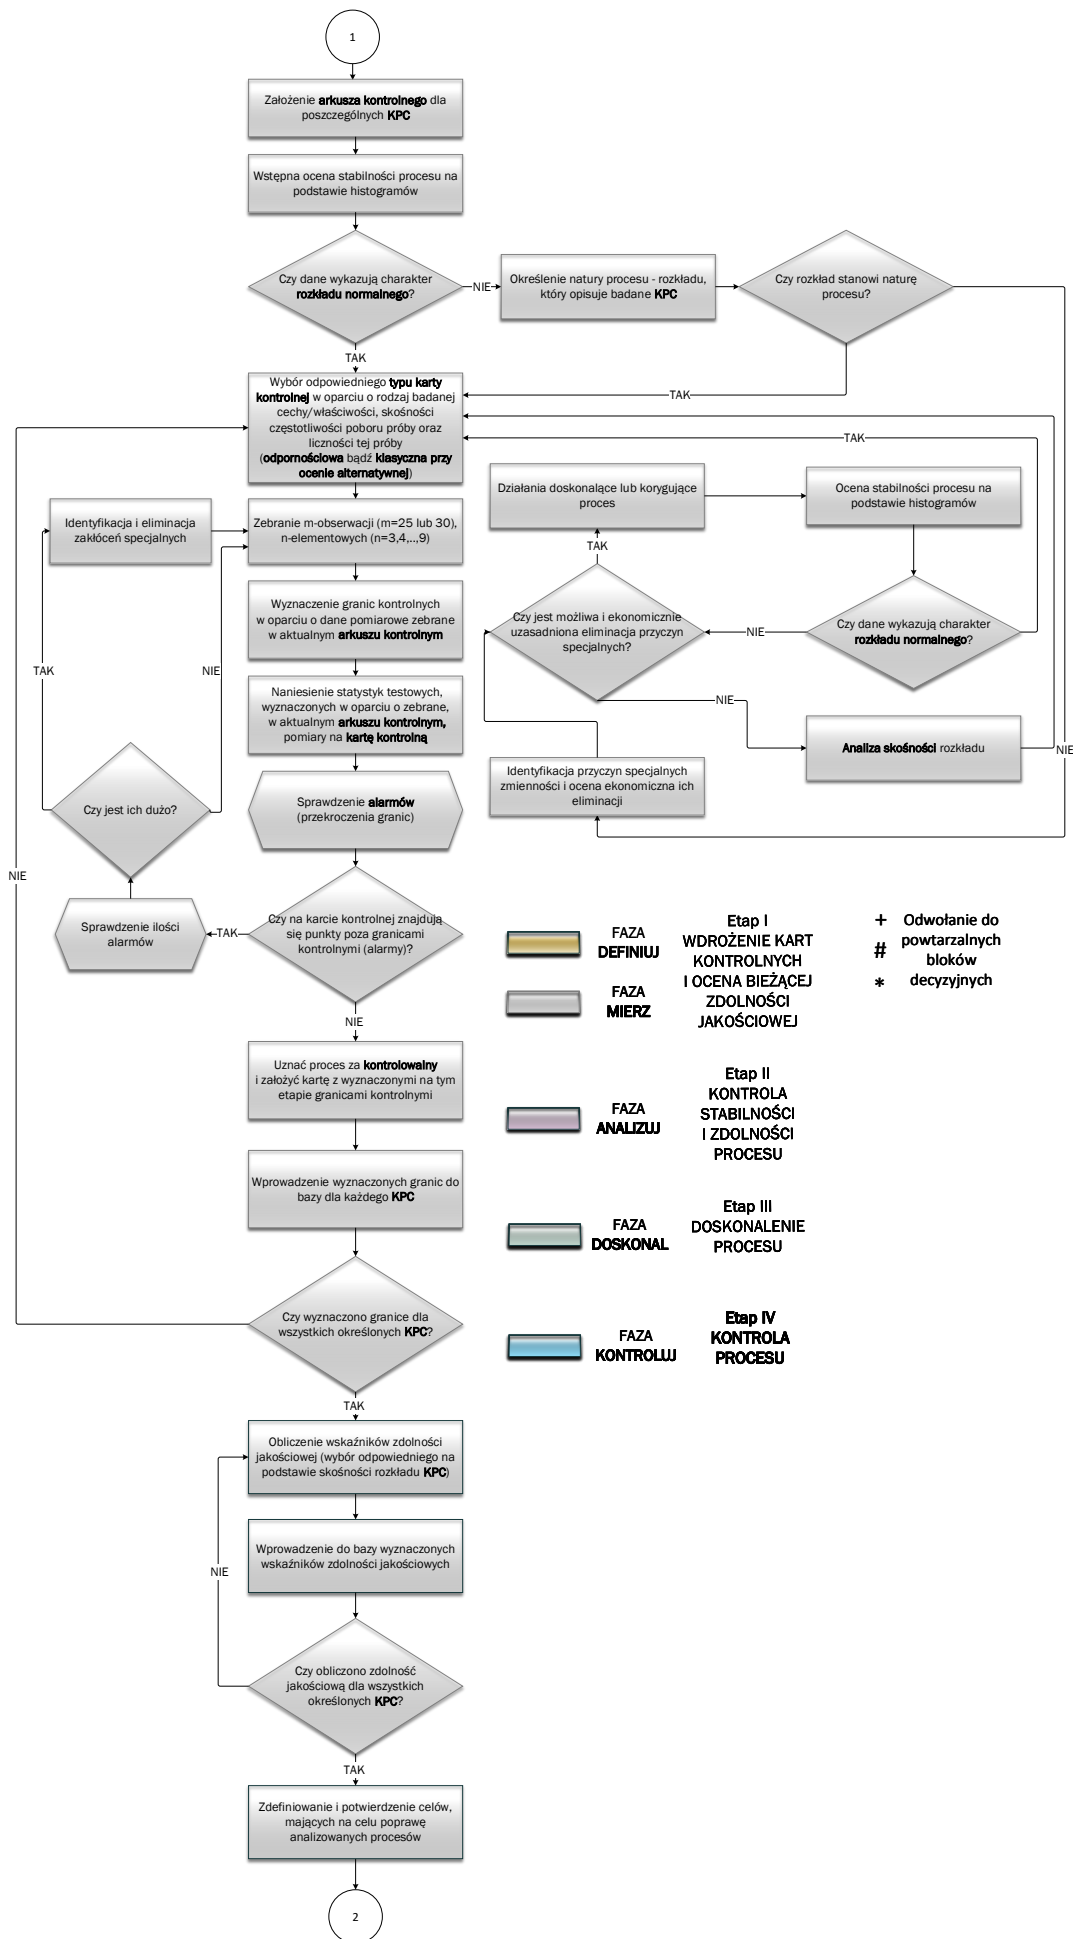 1
Założenie arkusza kontrolnego dla
poszczególnych KPC
Wstępna ocena stabilności procesu na
podstawie histogramów
Czy dane wykazują charakter
rozkładu normalnego?
NIE
Określenie natury procesu - rozkładu,
który opisuje badane KPC
Czy rozkład stanowi naturę
procesu?
TAK
TAK
Wybór odpowiedniego typu karty
kontrolnej w oparciu o rodzaj badanej
cechy/właściwości, skośności
częstotliwości poboru próby oraz
liczności tej próby
(odpornościowa bądź klasyczna przy
ocenie alternatywnej)
TAK
Działania doskonalące lub korygujące
proces
Ocena stabilności procesu na
podstawie histogramów
Identyfikacja i eliminacja
zakłóceń specjalnych
Zebranie m-obserwacji (m=25 lub 30),
n-elementowych (n=3,4,..,9)
TAK
Wyznaczenie granic kontrolnych
w oparciu o dane pomiarowe zebrane
w aktualnym arkuszu kontrolnym
Czy jest możliwa i ekonomicznie
uzasadniona eliminacja przyczyn
specjalnych?
NIE
Czy dane wykazują charakter
rozkładu normalnego?
TAK
NIE
Naniesienie statystyk testowych,
wyznaczonych w oparciu o zebrane,
w aktualnym arkuszu kontrolnym,
pomiary na kartę kontrolną
NIE
Analiza skośności rozkładu
NIE
Identyfikacja przyczyn specjalnych
zmienności i ocena ekonomiczna ich
eliminacji
Czy jest ich dużo?
Sprawdzenie alarmów
(przekroczenia granic)
NIE
Sprawdzenie ilości
alarmów
TAK
Czy na karcie kontrolnej znajdują
się punkty poza granicami
kontrolnymi (alarmy)?
NIE
Uznać proces za kontrolowalny
i założyć kartę z wyznaczonymi na tym
etapie granicami kontrolnymi
Wprowadzenie wyznaczonych granic do
bazy dla każdego KPC
Czy wyznaczono granice dla
wszystkich określonych KPC?
TAK
Obliczenie wskaźników zdolności
jakościowej (wybór odpowiedniego na
podstawie skośności rozkładu KPC)
Wprowadzenie do bazy wyznaczonych
wskaźników zdolności jakościowych
NIE
Czy obliczono zdolność
jakościową dla wszystkich
określonych KPC?
TAK
Zdefiniowanie i potwierdzenie celów,
mających na celu poprawę
analizowanych procesów
2
FAZA
DEFINIUJ
FAZA
MIERZ
Etap I
WDROŻENIE KART
KONTROLNYCH
I OCENA BIEŻĄCEJ
ZDOLNOŚCI
JAKOŚCIOWEJ
+
#
*
Odwołanie do
powtarzalnych
bloków
decyzyjnych
FAZA
ANALIZUJ
Etap II
KONTROLA
STABILNOŚCI
I ZDOLNOŚCI
PROCESU
FAZA
DOSKONAL
Etap III
DOSKONALENIE
PROCESU
FAZA
KONTROLUJ
Etap IV
KONTROLA
PROCESU